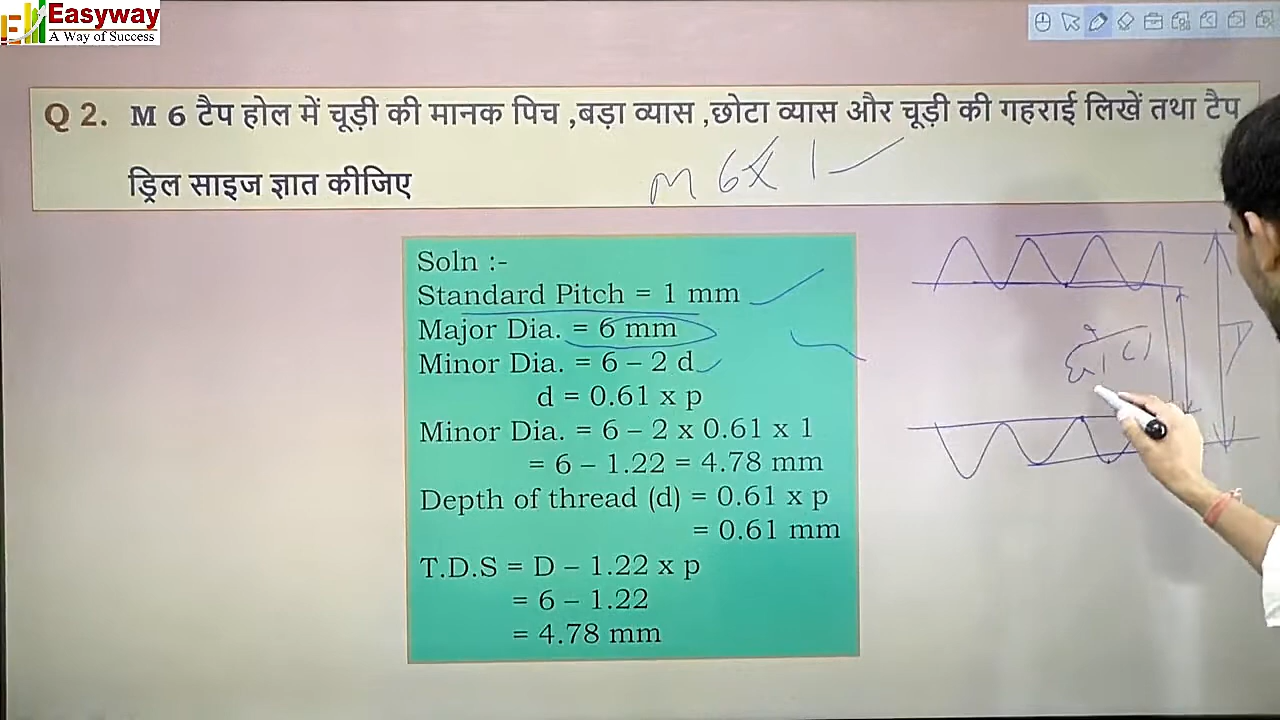 Easyway
A Way of Success
Q 2. M 6 टैप होल में चूड़ी की मानक पिच ,बड़ा व्यास ,छोटा व्यास और चूड़ी की गहराई लिखें तथा टैप
ड्रिल साइज ज्ञात कीजिए
M 6 X 1
Soln :-
Standard Pitch = 1 mm
Major Dia. = 6 mm
Minor Dia. = 6 – 2 d
d = 0.61 x p
Minor Dia. = 6 – 2 x 0.61 x 1
= 6 – 1.22 = 4.78 mm
Depth of thread (d) = 0.61 x p
= 0.61 mm
T.D.S = D – 1.22 x p
= 6 – 1.22
= 4.78 mm